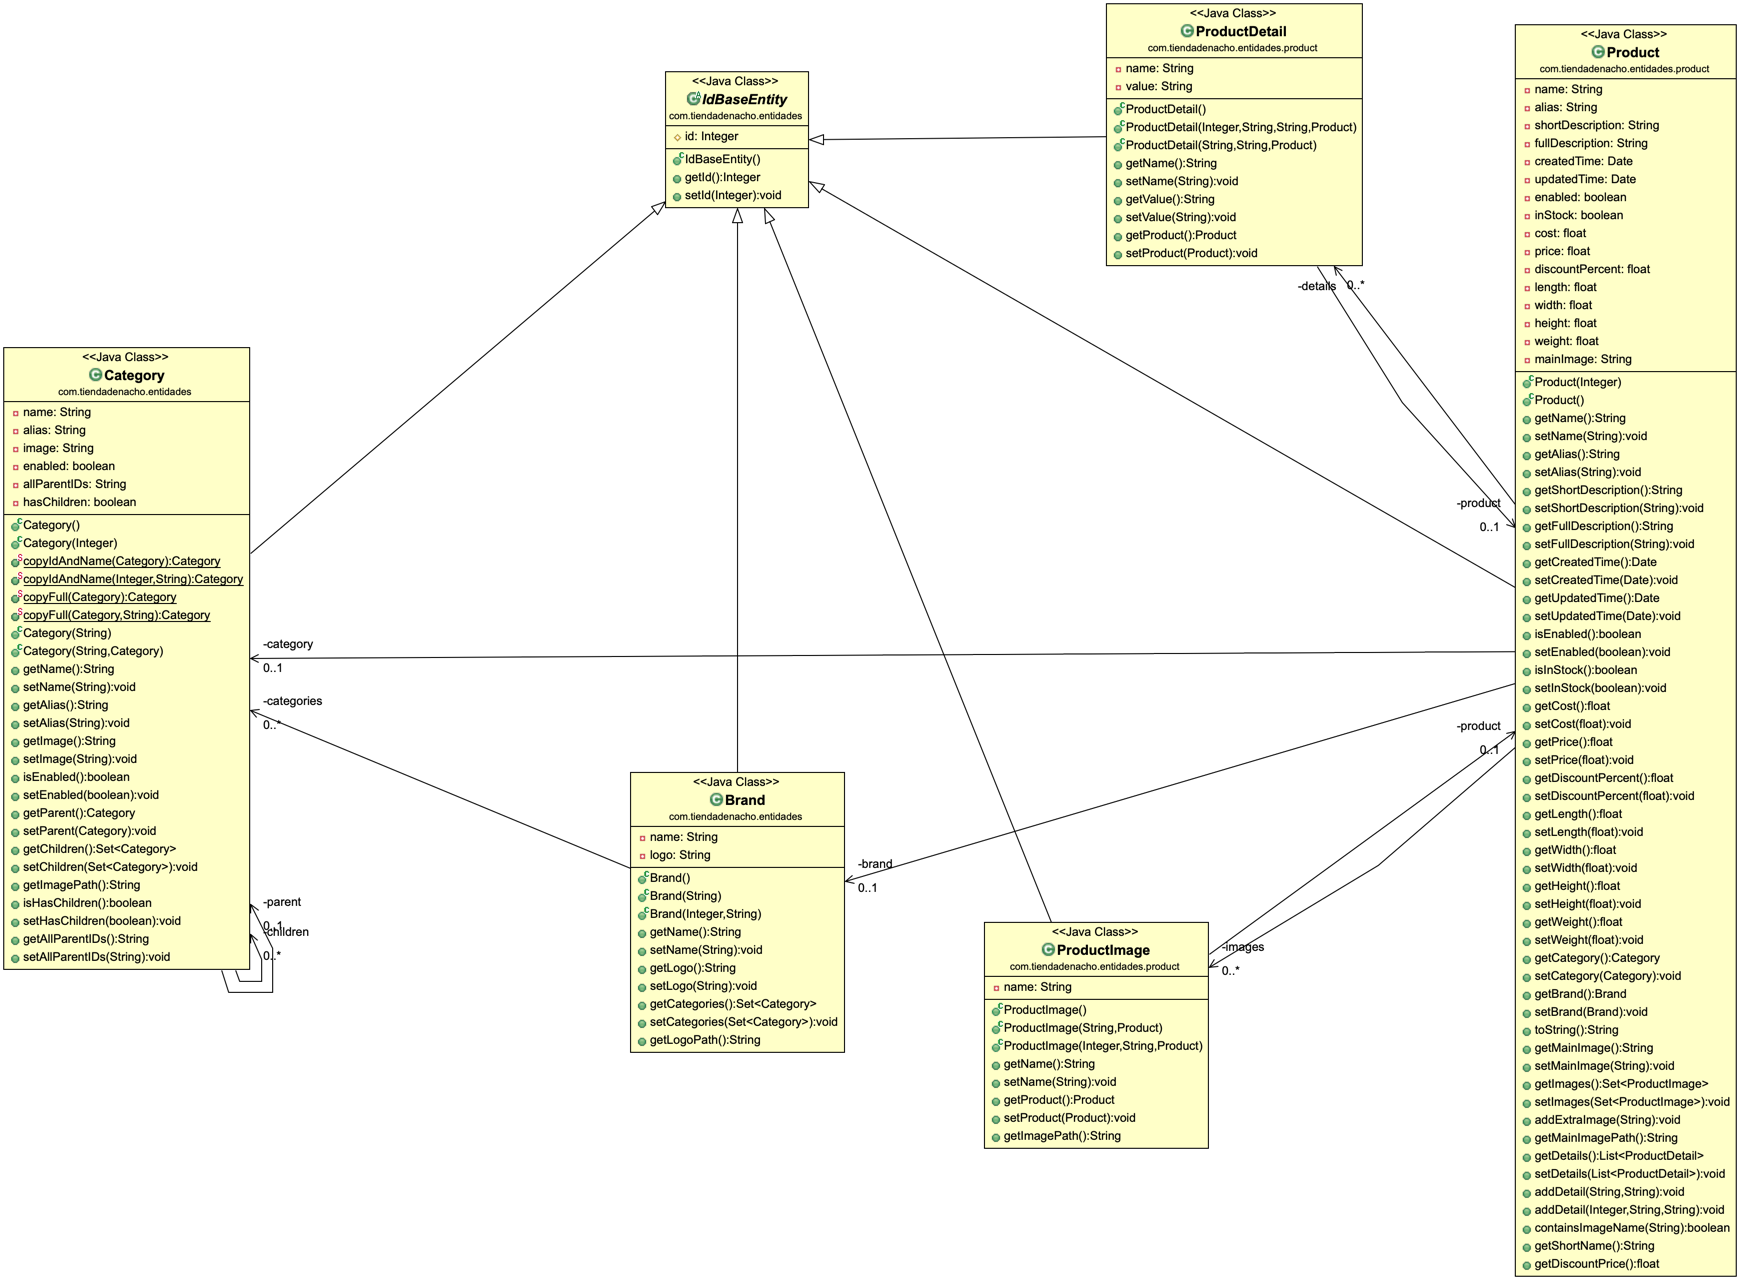 <<Java Class>>
IdBaseEntity
com.tiendadenacho.entidades
id: Integer
IdBaseEntity()
getId():Integer
setId(Integer):void
<<Java Class>>
ProductDetail
com.tiendadenacho.entidades.product
name: String
value: String
ProductDetail()
ProductDetail(Integer,String,String,Product)
ProductDetail(String,String,Product)
getName():String
setName(String):void
getValue():String
setValue(String):void
getProduct():Product
setProduct(Product):void
-details
0..*
<<Java Class>>
Product
com.tiendadenacho.entidades.product
name: String
alias: String
shortDescription: String
fullDescription: String
createdTime: Date
updatedTime: Date
enabled: boolean
inStock: boolean
cost: float
price: float
discountPercent: float
length: float
width: float
height: float
weight: float
mainImage: String
Product(Integer)
Product()
getName():String
setName(String):void
getAlias():String
setAlias(String):void
getShortDescription():String
setShortDescription(String):void
getFullDescription():String
setFullDescription(String):void
getCreatedTime():Date
setCreatedTime(Date):void
getUpdatedTime():Date
setUpdatedTime(Date):void
isEnabled():boolean
setEnabled(boolean):void
isInStock():boolean
setInStock(boolean):void
getCost():float
setCost(float):void
getPrice():float
setPrice(float):void
getDiscountPercent():float
setDiscountPercent(float):void
getLength():float
setLength(float):void
getWidth():float
setWidth(float):void
getHeight():float
setHeight(float):void
getWeight():float
setWeight(float):void
getCategory():Category
setCategory(Category):void
getBrand():Brand
setBrand(Brand):void
toString():String
getMainImage():String
setMainImage(String):void
getImages():Set<ProductImage>
setImages(Set<ProductImage>):void
addExtraImage(String):void
getMainImagePath():String
getDetails():List<ProductDetail>
setDetails(List<ProductDetail>):void
addDetail(String,String):void
addDetail(Integer,String,String):void
containsImageName(String):boolean
getShortName():String
getDiscountPrice():float
-product
0..1
-product
0..1
<<Java Class>>
Category
com.tiendadenacho.entidades
name: String
alias: String
image: String
enabled: boolean
allParentIDs: String
hasChildren: boolean
Category()
Category(Integer)
copyIdAndName(Category):Category
copyIdAndName(Integer,String):Category
copyFull(Category):Category
copyFull(Category,String):Category
Category(String)
Category(String,Category)
getName():String
setName(String):void
getAlias():String
setAlias(String):void
getImage():String
setImage(String):void
isEnabled():boolean
setEnabled(boolean):void
getParent():Category
setParent(Category):void
getChildren():Set<Category>
setChildren(Set<Category>):void
getImagePath():String
isHasChildren():boolean
setHasChildren(boolean):void
getAllParentIDs():String
setAllParentIDs(String):void
-category
0..1
-categories
0..*
-parent
0..1
-children
0..*
<<Java Class>>
Brand
com.tiendadenacho.entidades
name: String
logo: String
Brand()
Brand(String)
Brand(Integer,String)
getName():String
setName(String):void
getLogo():String
setLogo(String):void
getCategories():Set<Category>
setCategories(Set<Category>):void
getLogoPath():String
-brand
0..1
<<Java Class>>
ProductImage
com.tiendadenacho.entidades.product
name: String
ProductImage()
ProductImage(String,Product)
ProductImage(Integer,String,Product)
getName():String
setName(String):void
getProduct():Product
setProduct(Product):void
getImagePath():String
-images
0..*